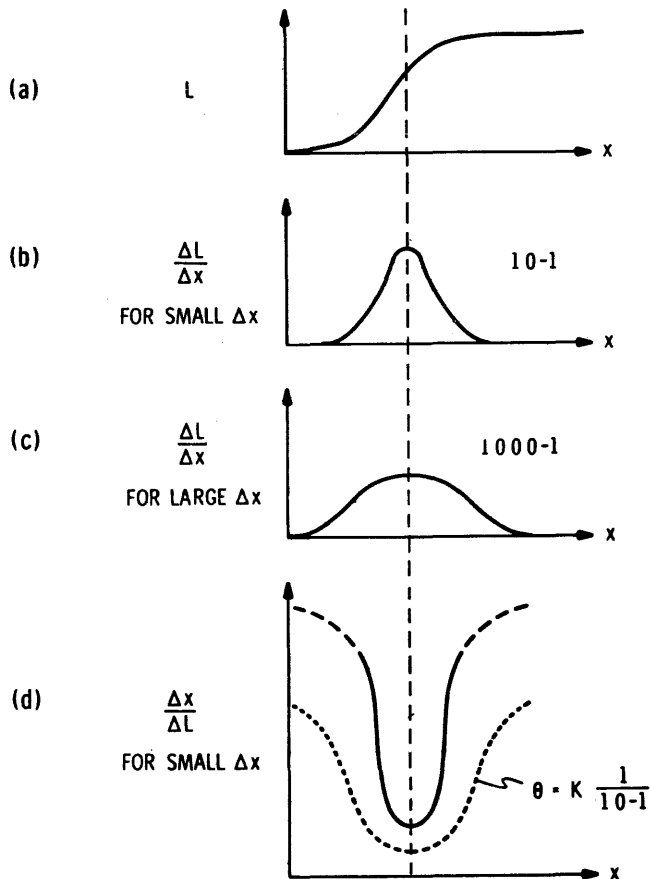 (a) L
x
(b) ΔL/Δx 10-1
FOR SMALL Δx
x
(c) ΔL/Δx 1000-1
FOR LARGE Δx
x
(d) Δx/ΔL
FOR SMALL Δx
θ = K 1/10-1
x